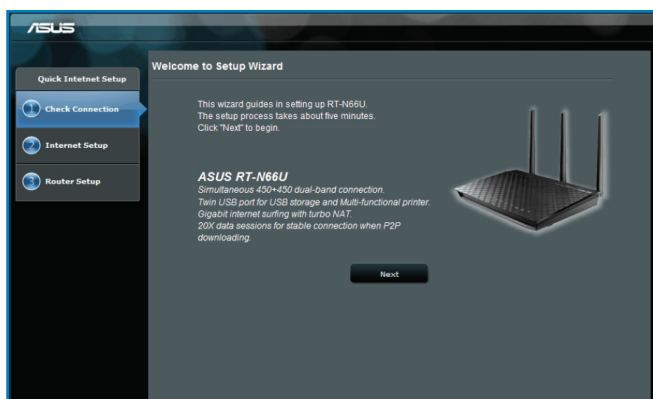 ASUS
Quick Intetnet Setup
1 Check Connection
2 Internet Setup
3 Router Setup
Welcome to Setup Wizard
This wizard guides in setting up RT-N66U.
The setup process takes about five minutes.
Click "Next" to begin.
ASUS RT-N66U
Simultaneous 450+450 dual-band connection.
Twin USB port for USB storage and Multi-functional printer.
Gigabit internet surfing with turbo NAT.
20X data sessions for stable connection when P2P
downloading.
Next